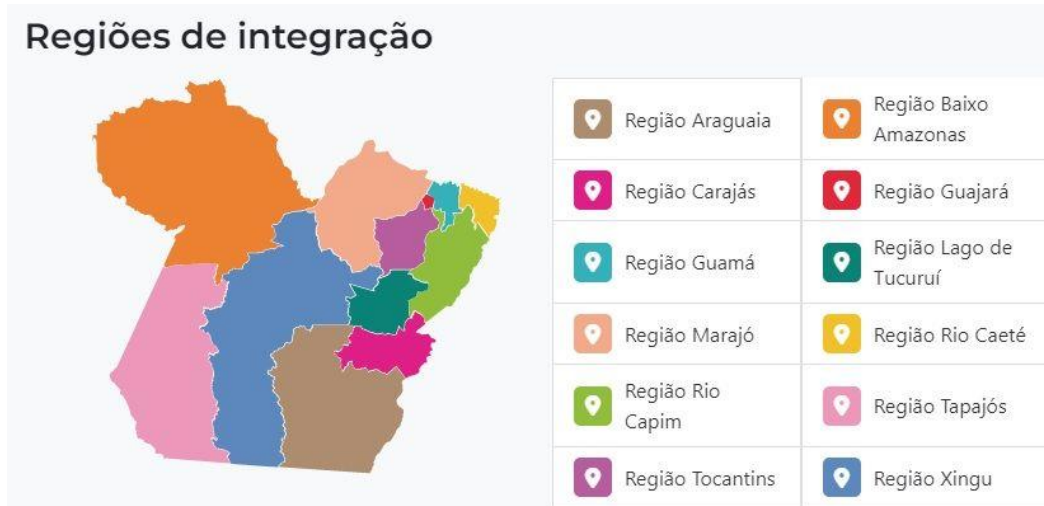 Regiões de integração
Região Araguaia
Região Baixo
Amazonas
Região Carajás
Região Guajará
Região Guamá
Região Lago de
Tucuruí
Região Marajó
Região Rio Caeté
Região Rio
Capim
Região Tapajós
Região Tocantins
Região Xingu